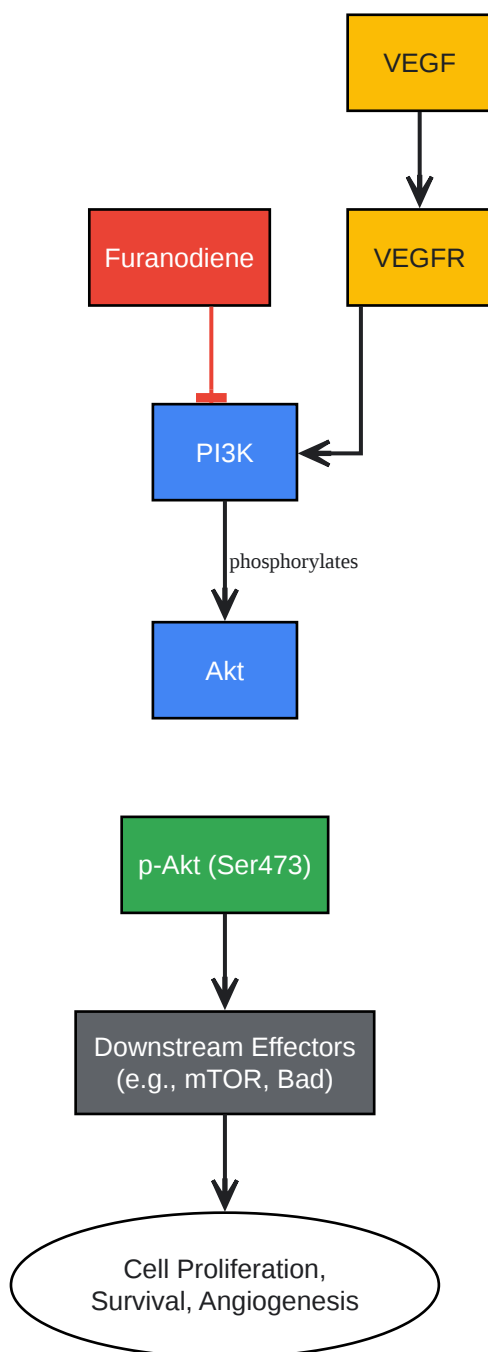 VEGF
Furanodiene
VEGFR
PI3K
phosphorylates
Akt
p-Akt (Ser473)
Downstream Effectors
(e.g., mTOR, Bad)
Cell Proliferation,
Survival, Angiogenesis